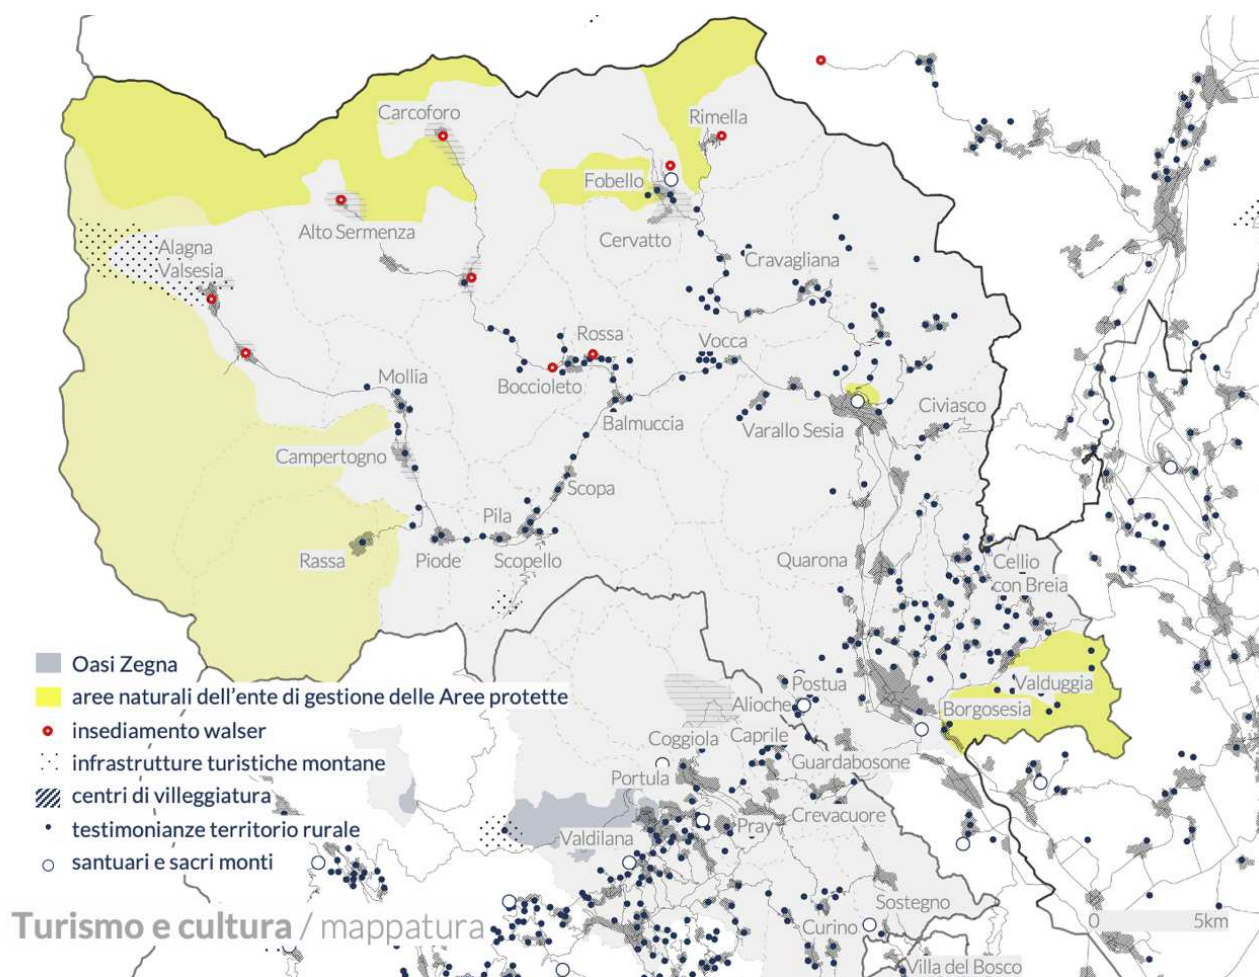 Carcoforo
Rimella
Fobello
Alto Sermenza
Cervatto
Alagna
Valsesia
Cravagliana
Rossa
Vocca
Mollia
Boccioleto
Balmuccia
Varallo Sesia
Civiasco
Campertogno
Scopa
Pila
Rassa
Piode
Scopello
Quarona
Cellio
con Breia
Oasi Zegna
aree naturali dell'ente di gestione delle Aree protette
insediamento walser
infrastrutture turistiche montane
centri di villeggiatura
testimonianze territorio rurale
santuari e sacri monti
Postua
Valduggia
Ailoche
Borgosesia
Coggiola
Caprile
Guardabosone
Portula
Crevacuore
Pray
Valdilana
Sostegno
Curino
Villa del Bosco
0 5km
Turismo e cultura / mappatura